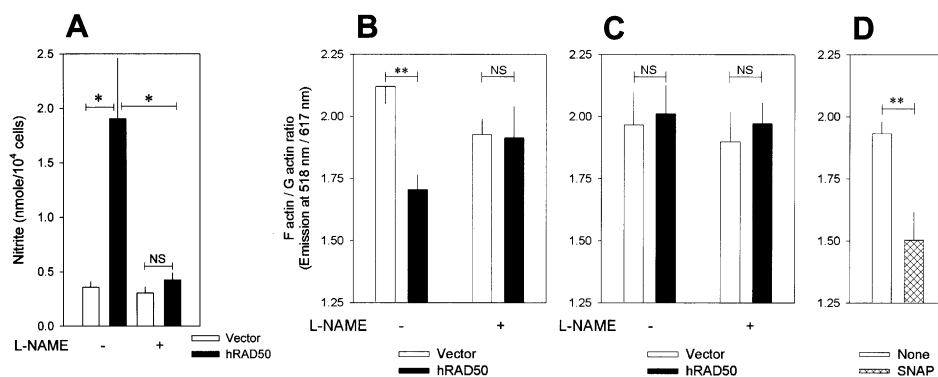 A
B
C
D
Nitrite (nmole/10⁴ cells)
2.5
2.0
1.5
1.0
0.5
0.0
*
*
NS
L-NAME
-
+
Vector
hRAD50
F actin / G actin ratio
(Emission at 518 nm / 617 nm)
2.25
2.00
1.75
1.50
1.25
**
NS
L-NAME
-
+
Vector
hRAD50
2.25
2.00
1.75
1.50
1.25
NS
NS
L-NAME
-
+
Vector
hRAD50
2.25
2.00
1.75
1.50
1.25
**
None
SNAP